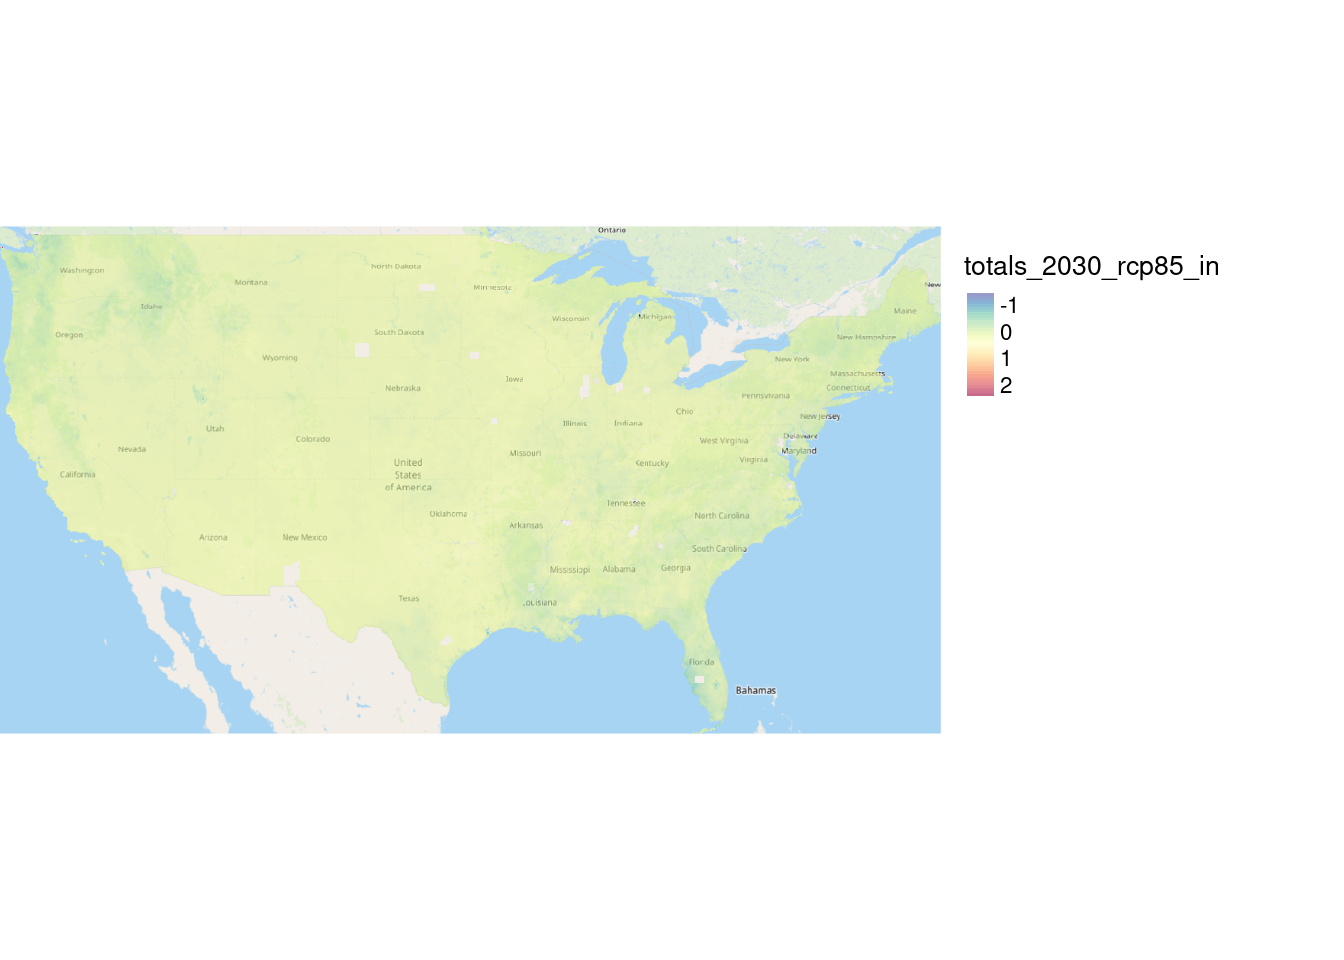 Ontario
Washington
North Dakota
Montana
Minnesota
New
Idaho
Maine
Wisconsin
Michigan
Oregon
South Dakota
New Hampshire
Wyoming
New York
Massachusetts
Iowa
Nebraska
Connecticut
Pennsylvania
Ohio
New Jersey
Utah
Illinois
Indiana
Colorado
West Virginia
Delaware
Nevada
Maryland
Missouri
United
States
of America
Kentucky
Virginia
California
Tennessee
Oklahoma
North Carolina
Arkansas
Arizona
New Mexico
South Carolina
Mississippi
Alabama
Georgia
Texas
Louisiana
Florida
Bahamas
totals_2030_rcp85_in
-1
0
1
2